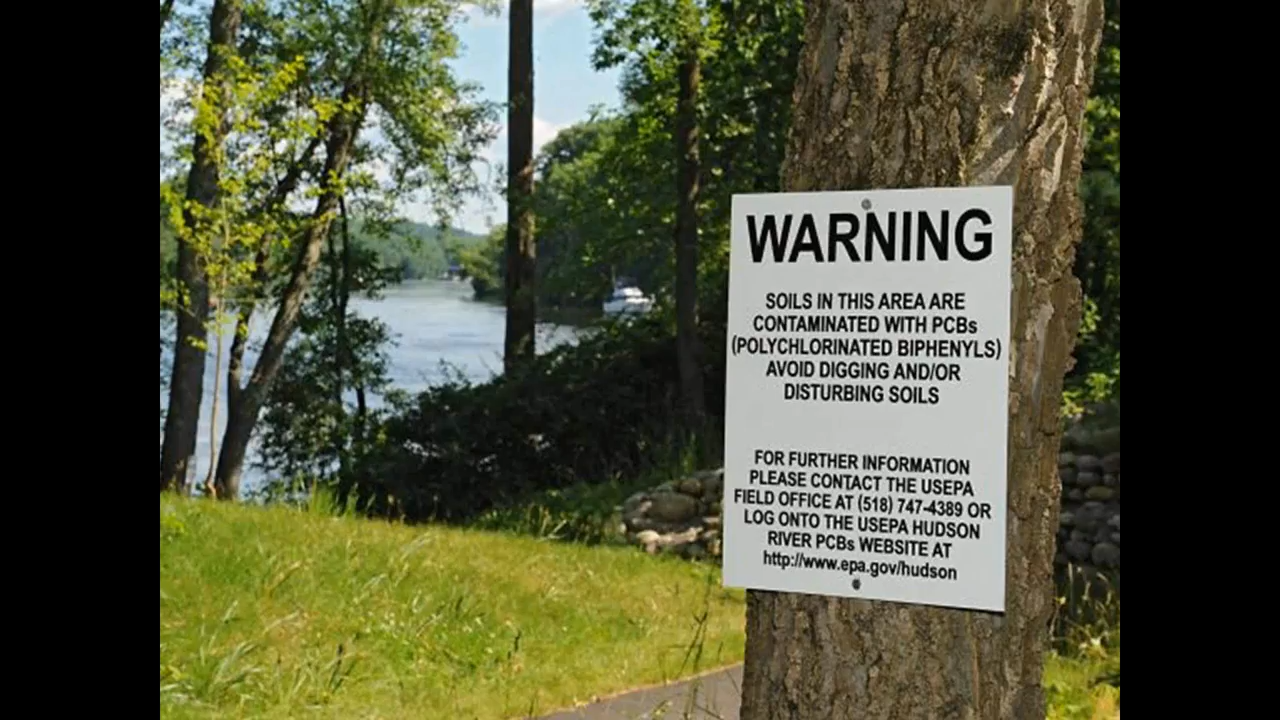 WARNING
SOILS IN THIS AREA ARE
CONTAMINATED WITH PCBs
(POLYCHLORINATED BIPHENYLS)
AVOID DIGGING AND/OR
DISTURBING SOILS
FOR FURTHER INFORMATION
PLEASE CONTACT THE USEPA
FIELD OFFICE AT (518) 747-4389 OR
LOG ONTO THE USEPA HUDSON
RIVER PCBs WEBSITE AT
http://www.epa.gov/hudson